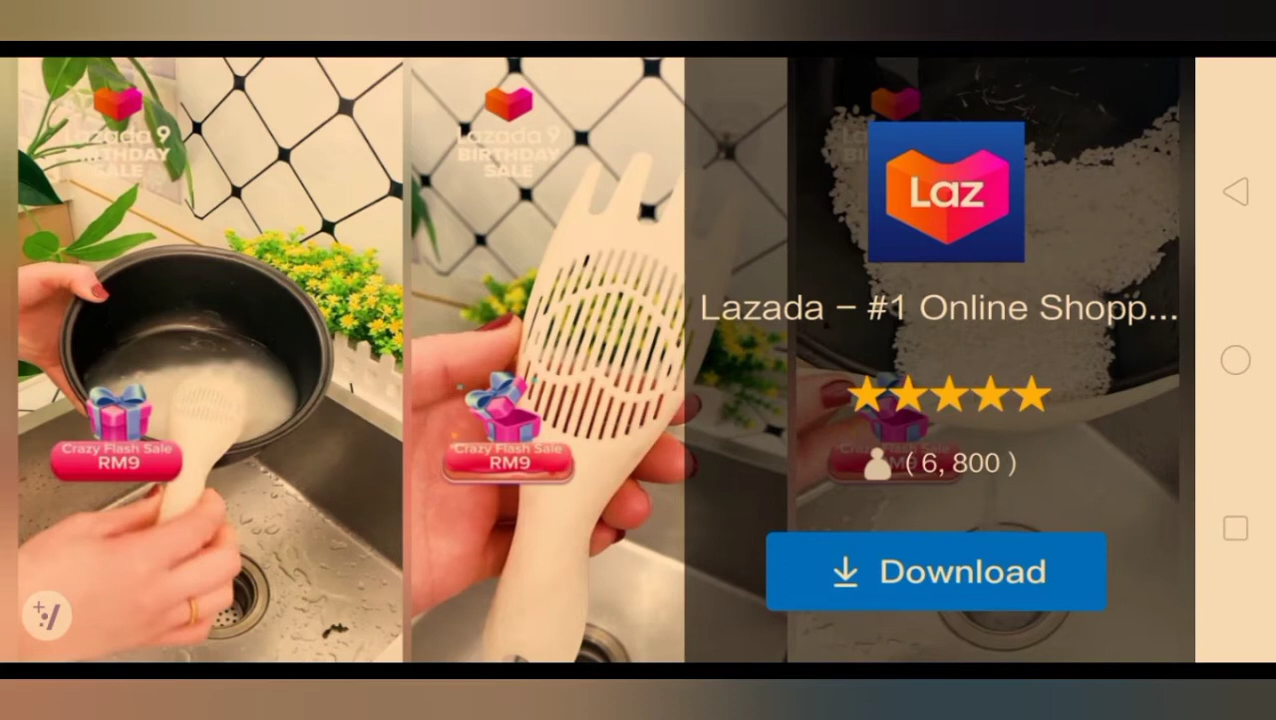 Lazada 9
BIRTHDAY
SALE
Crazy Flash Sale
RM9
Lazada 9
BIRTHDAY
SALE
Crazy Flash Sale
RM9
Laz
Lazada – #1 Online Shopp...
(6,800)
Download